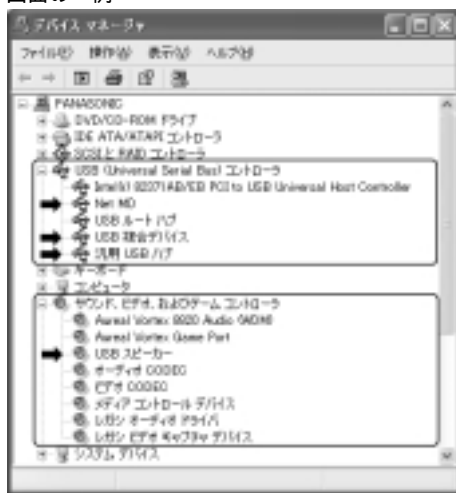 画面の一例
デバイス マネージャ
ファイル(F) 操作(A) 表示(V) ヘルプ(H)
PANASONIC
DVD/CD-ROM ドライブ
IDE ATA/ATAPI コントローラ
SCSI と RAID コントローラ
USB (Universal Serial Bus) コントローラ
Intel(r) 82371AB/EB PCI to USB Universal Host Controller
Net MD
USB ルート ハブ
USB 複合デバイス
汎用 USB ハブ
キーボード
コンピュータ
サウンド、ビデオ、およびゲーム コントローラ
Aureal Vortex 8820 Audio (WDM)
Aureal Vortex Game Port
USB スピーカー
オーディオ CODEC
ビデオ CODEC
メディア コントロール デバイス
レガシ オーディオ ドライバ
レガシ ビデオ キャプチャ デバイス
システム デバイス